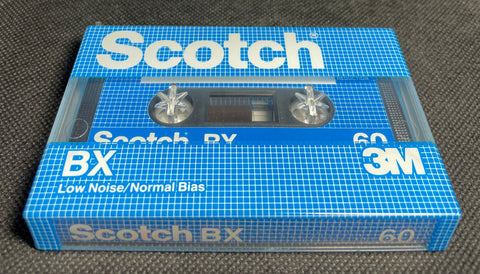 Scotch®
Scotch BX 60
BX 3M
Low Noise/Normal Bias
Scotch BX 60